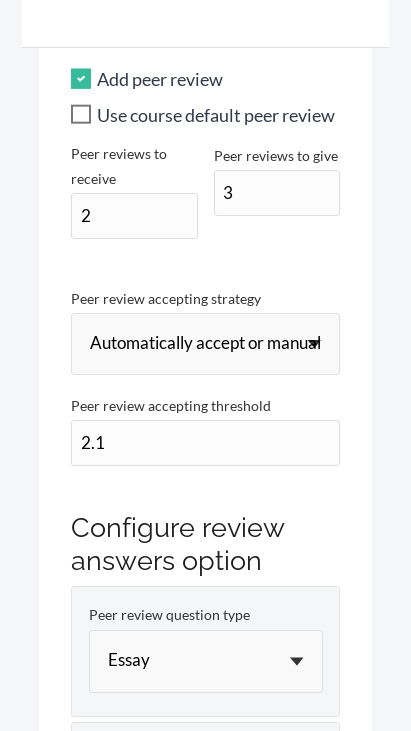 Add peer review
Use course default peer review
Peer reviews to
receive
Peer reviews to give
2
3
Peer review accepting strategy
Automatically accept or manual
Peer review accepting threshold
2.1
Configure review
answers option
Peer review question type
Essay